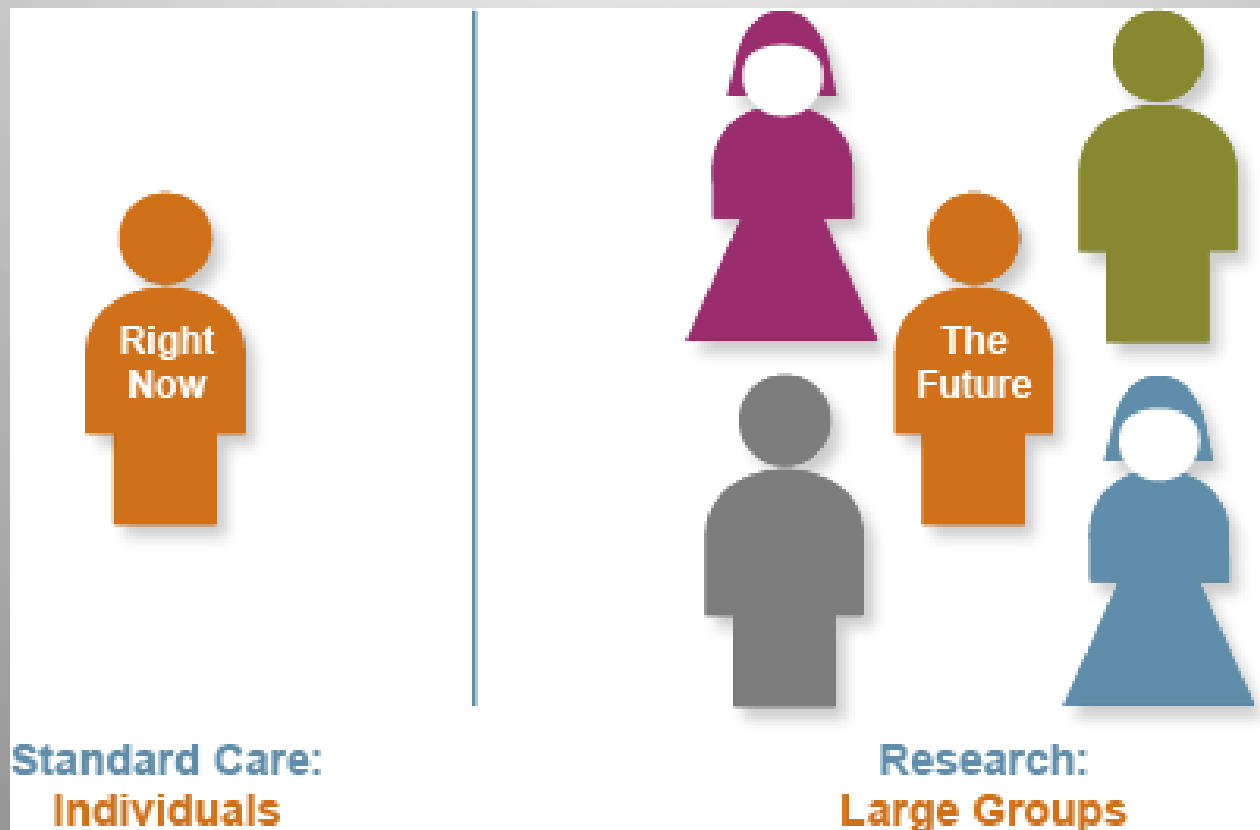 Right
Now
The
Future
Standard Care:
Individuals
Research:
Large Groups